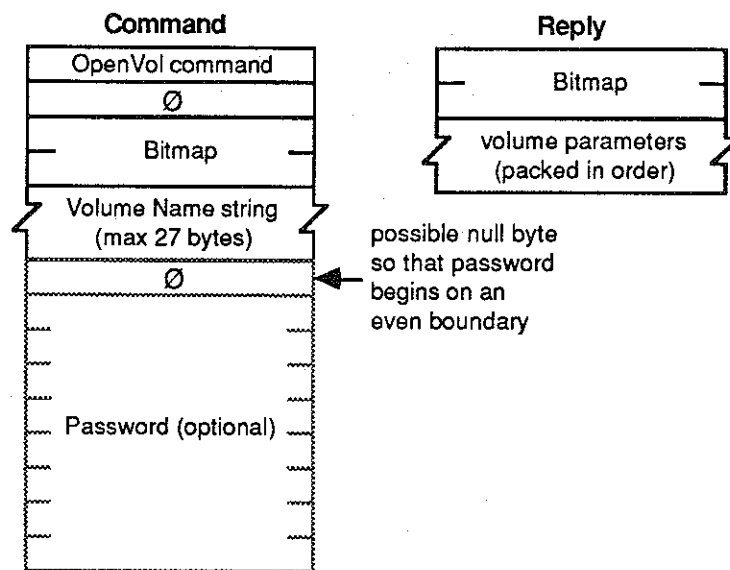 Command
OpenVol command
Ø
Bitmap
Volume Name string
(max 27 bytes)
Ø
Password (optional)
Reply
Bitmap
volume parameters
(packed in order)
possible null byte
so that password
begins on an
even boundary